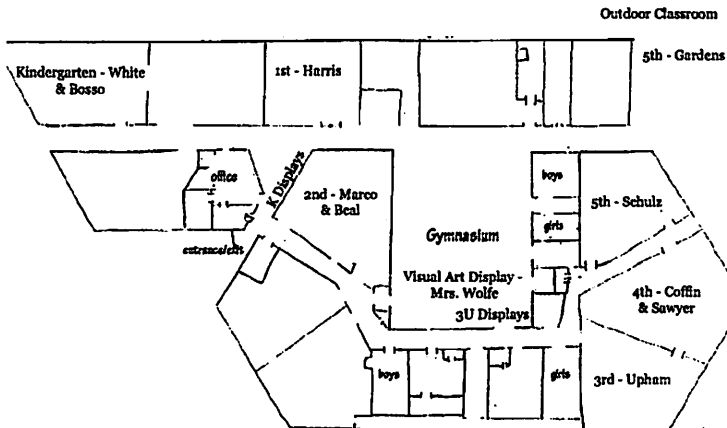 Outdoor Classroom
Kindergarten - White
& Bosso
1st - Harris
5th - Gardens
office
K Displays
2nd - Marco
& Beal
boys
5th - Schulz
girls
Gymnasium
entrance/exit
Visual Art Display -
Mrs. Wolfe
4th - Coffin
& Sawyer
3U Displays
boys
girls
3rd - Upham